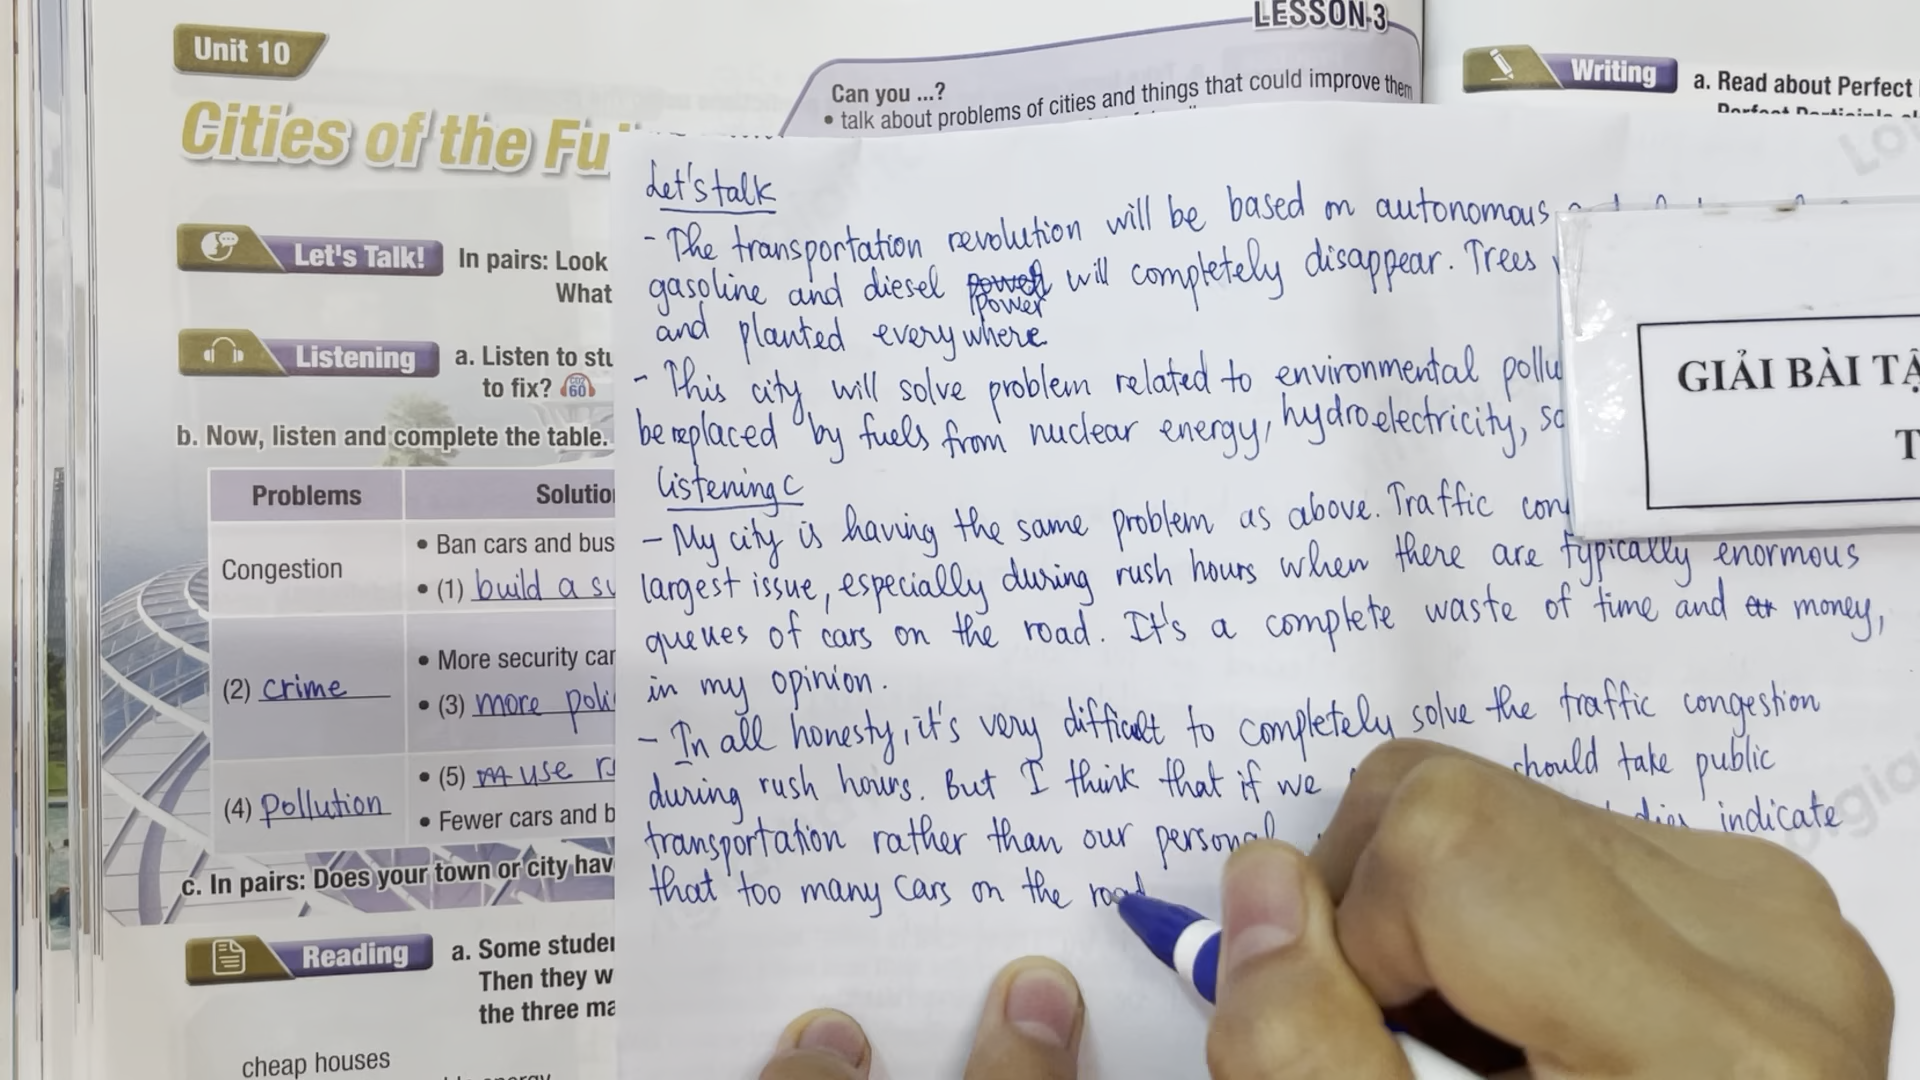 Unit 10
LESSON 3
Cities of the Fu
Can you ...?
• talk about problems of cities and things that could improve them
Writing
a. Read about Perfect
Perfect Participle
Let's Talk!
In pairs: Look
What
Listening
a. Listen to stu
to fix?
CD2
60
b. Now, listen and complete the table.
Problems
Solutio
Congestion
• Ban cars and bus
• (1) build a su
(2) crime
• More security car
• (3) more poli
(4) pollution
• (5) use r
• Fewer cars and b
c. In pairs: Does your town or city hav
Reading
a. Some studen
Then they w
the three ma
cheap houses
energy
Let's talk
- The transportation revolution will be based on autonomous
gasoline and diesel power will completely disappear. Trees
and planted everywhere
- This city will solve problem related to environmental pollu
be replaced by fuels from nuclear energy, hydroelectricity, so
Listening c
- My city is having the same problem as above. Traffic con
largest issue, especially during rush hours when there are typically enormous
queues of cars on the road. It's a complete waste of time and money,
in my opinion.
- In all honesty, it's very difficult to completely solve the traffic congestion
during rush hours. But I think that if we should take public
transportation rather than our personal indicate
that too many cars on the road
GIẢI BÀI TẬ
T